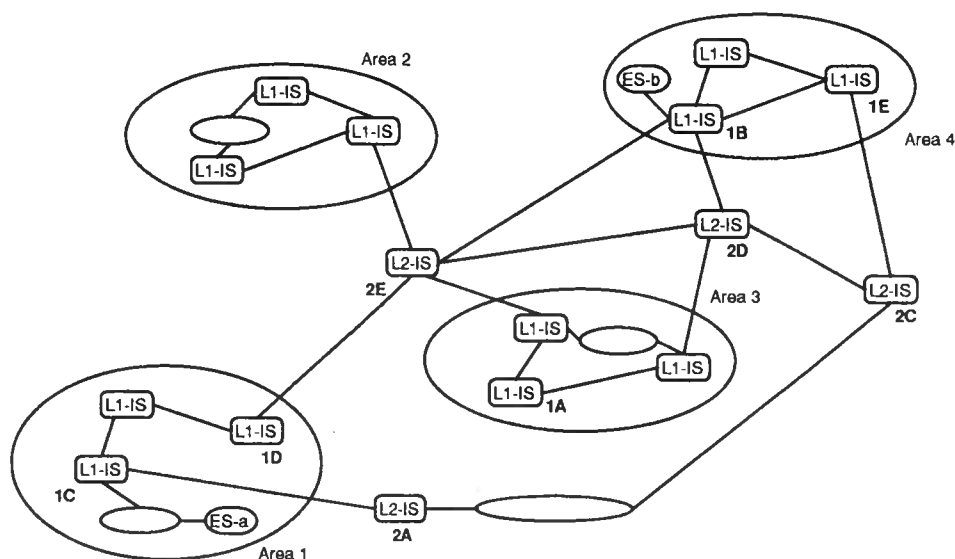 Area 2
L1-IS
L1-IS
L1-IS
L1-IS
ES-b
L1-IS
1E
L1-IS
1B
Area 4
L2-IS
2D
L2-IS
2E
L2-IS
2C
Area 3
L1-IS
L1-IS
L1-IS
1A
L1-IS
L1-IS
1D
L1-IS
1C
ES-a
Area 1
L2-IS
2A